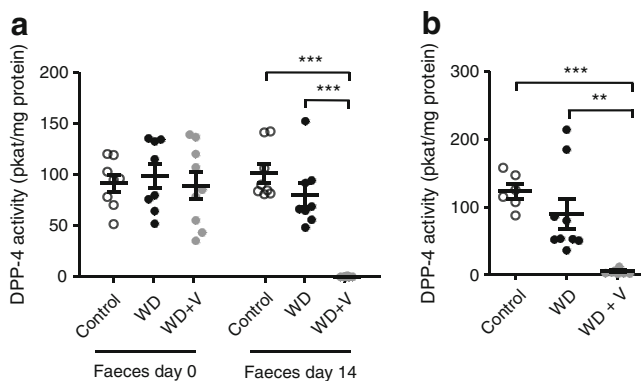 a
DPP-4 activity (pkat/mg protein)
200
150
100
50
0
***
***
Control
WD
WD+V
Control
WD
WD+V
Faeces day 0
Faeces day 14
b
DPP-4 activity (pkat/mg protein)
300
200
100
0
***
**
Control
WD
WD + V